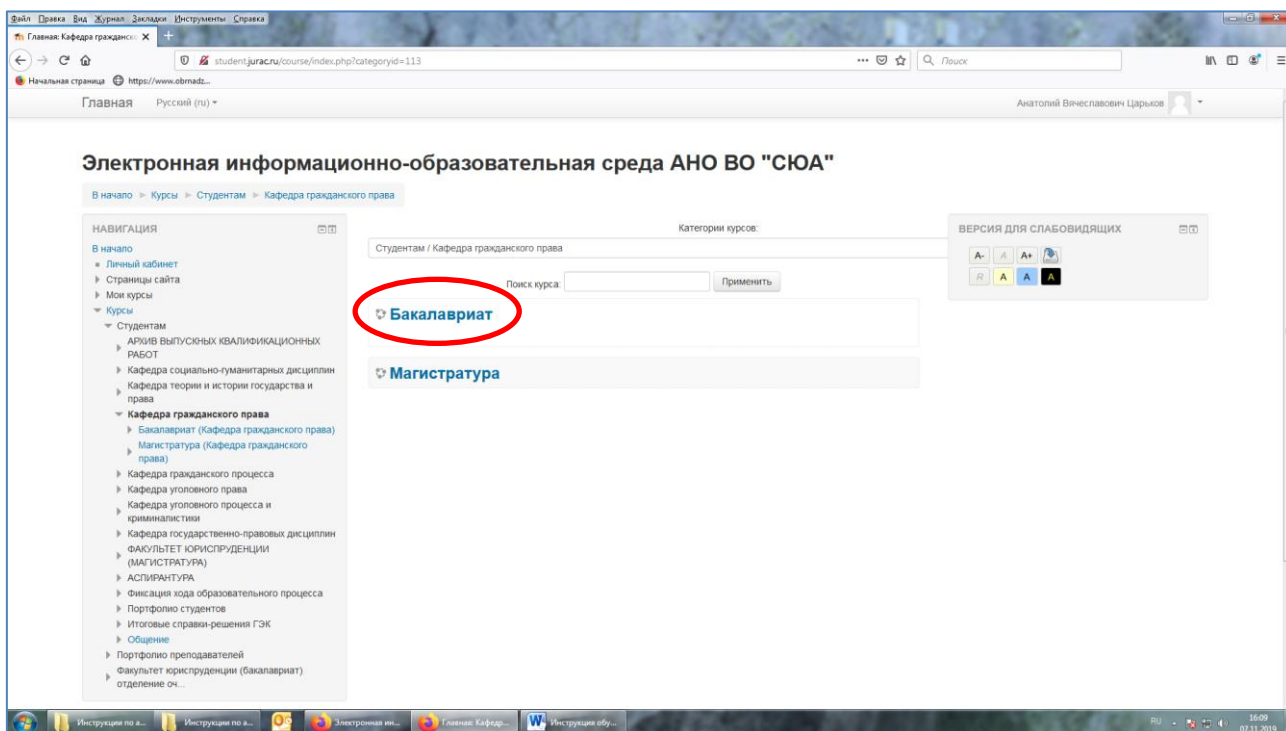 Файл Правка Вид Журнал Закладки Инструменты Справка
Главная: Кафедра гражданско
student.jurac.ru/course/index.php?categoryid=113
Поиск
Начальная страница https://www.obrnadz...
Главная Русский (ru)
Анатолий Вячеславович Царьков
Электронная информационно-образовательная среда АНО ВО "СЮА"
В начало Курсы Студентам Кафедра гражданского права
НАВИГАЦИЯ
В начало
Личный кабинет
Страницы сайта
Мои курсы
Курсы
Студентам
АРХИВ ВЫПУСКНЫХ КВАЛИФИКАЦИОННЫХ
РАБОТ
Кафедра социально-гуманитарных дисциплин
Кафедра теории и истории государства и
права
Кафедра гражданского права
Бакалавриат (Кафедра гражданского права)
Магистратура (Кафедра гражданского
права)
Кафедра гражданского процесса
Кафедра уголовного права
Кафедра уголовного процесса и
криминалистики
Кафедра государственно-правовых дисциплин
ФАКУЛЬТЕТ ЮРИСПРУДЕНЦИИ
(МАГИСТРАТУРА)
АСПИРАНТУРА
Фиксация хода образовательного процесса
Портфолио студентов
Итоговые справки-решения ГЭК
Общение
Портфолио преподавателей
Факультет юриспруденции (бакалавриат)
отделение оч...
Категории курсов:
Студентам / Кафедра гражданского права
Поиск курса: Применить
Бакалавриат
Магистратура
ВЕРСИЯ ДЛЯ СЛАБОВИДЯЩИХ
A- A A+
R A A A
Инструкции по а... Инструкции по а... Электронная ин... Главная: Кафедр... Инструкция обу...
RU 16:09
07.11.2019